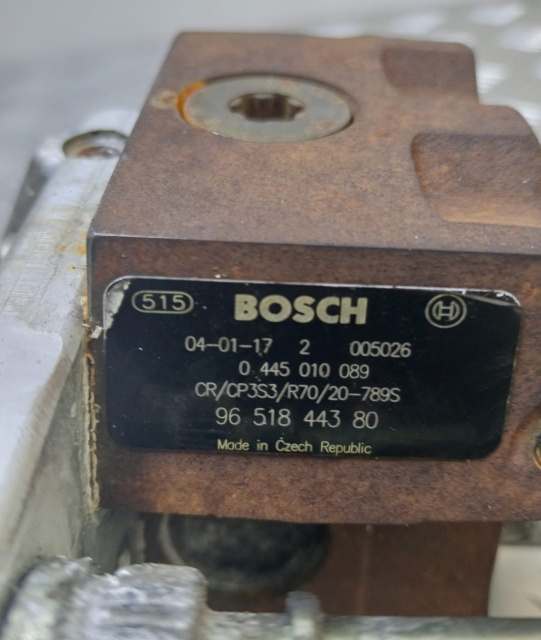 515 BOSCH
04-01-17 2 005026
0 445 010 089
CR/CP3S3/R70/20-789S
96 518 443 80
Made in Czech Republic